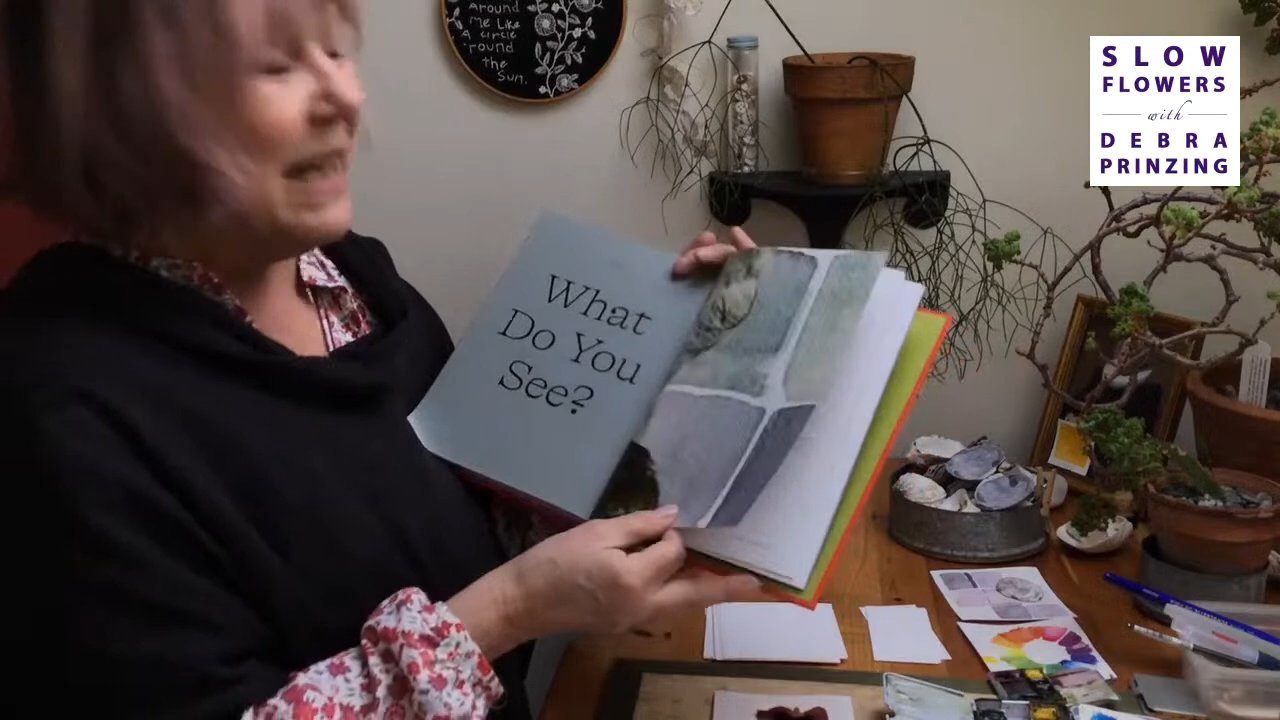 Around
me Like
A circle
'round
the
Sun.
SLOW
FLOWERS
with
DEBRA
PRINZING
What
Do You
See?